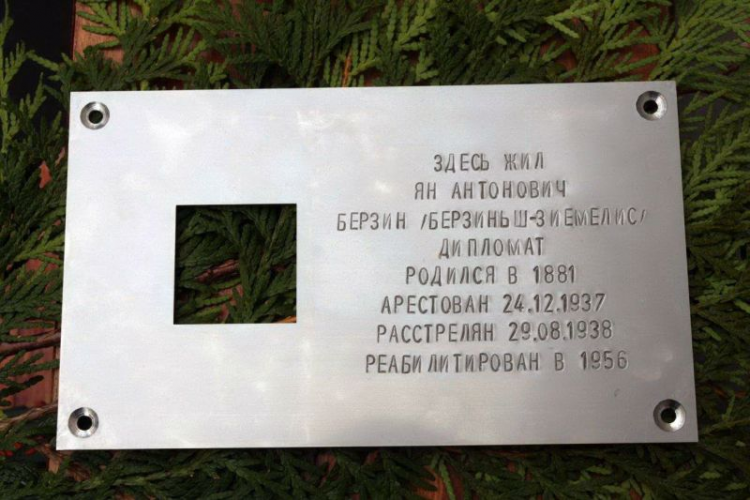 ЗДЕСЬ ЖИЛ
ЯН АНТОНОВИЧ
БЕРЗИН /БЕРЗИНЬШ-ЗИЕМЕЛИС/
ДИПЛОМАТ
РОДИЛСЯ В 1881
АРЕСТОВАН 24.12.1937
РАССТРЕЛЯН 29.08.1938
РЕАБИЛИТИРОВАН В 1956